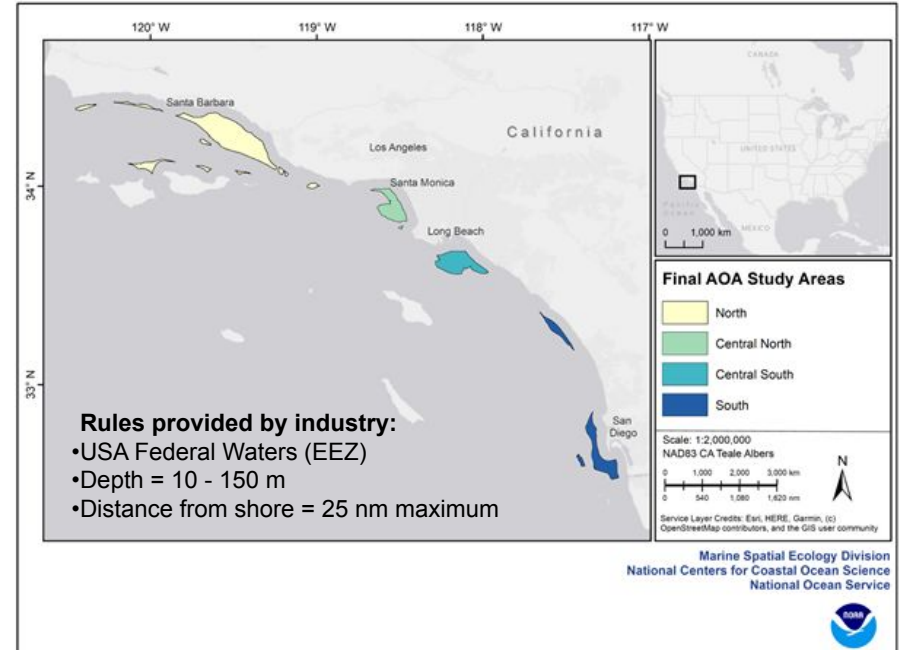 120° W 119° W 118° W 117° W
34° N
33° N
Santa Barbara
Los Angeles
California
Santa Monica
Long Beach
San
Diego
Rules provided by industry:
•USA Federal Waters (EEZ)
•Depth = 10 - 150 m
•Distance from shore = 25 nm maximum
CANADA
UNITED STATES
Pacific
Ocean
MEXICO
0 1,000 km
Final AOA Study Areas
North
Central North
Central South
South
Scale: 1:2,000,000
NAD83 CA Teale Albers
0 1,000 2,000 3,000 km
0 540 1,080 1,620 nm
N
Service Layer Credits: Esri, HERE, Garmin, (c)
OpenStreetMap contributors, and the GIS user community
Marine Spatial Ecology Division
National Centers for Coastal Ocean Science
National Ocean Service
NOAA